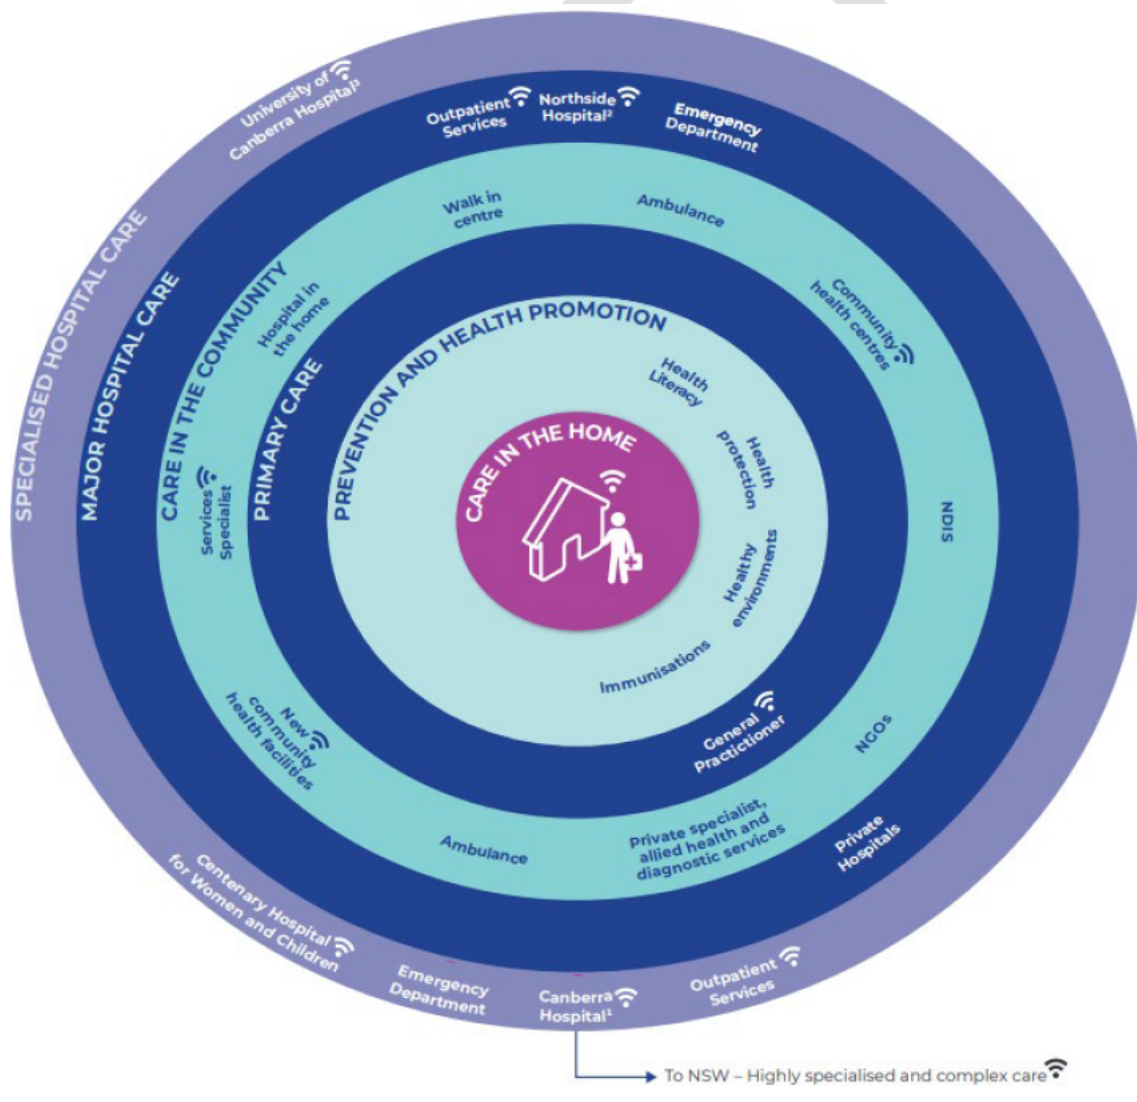 University of
Canberra Hospital³
Outpatient
Services
Northside
Hospital²
Emergency
Department
SPECIALISED HOSPITAL CARE
MAJOR HOSPITAL CARE
CARE IN THE COMMUNITY
PRIMARY CARE
PREVENTION AND HEALTH PROMOTION
CARE IN THE HOME
Walk in
centre
Ambulance
Hospital in
the home
Community
health centres
Health
Literacy
Health
protection
Services
Specialist
NDIS
Healthy
environments
Immunisations
General
Practictioner
New
community
health facilities
NGOs
Ambulance
Private specialist,
allied health and
diagnostic services
Private
Hospitals
Centenary Hospital
for Women and Children
Emergency
Department
Canberra
Hospital¹
Outpatient
Services
To NSW – Highly specialised and complex care